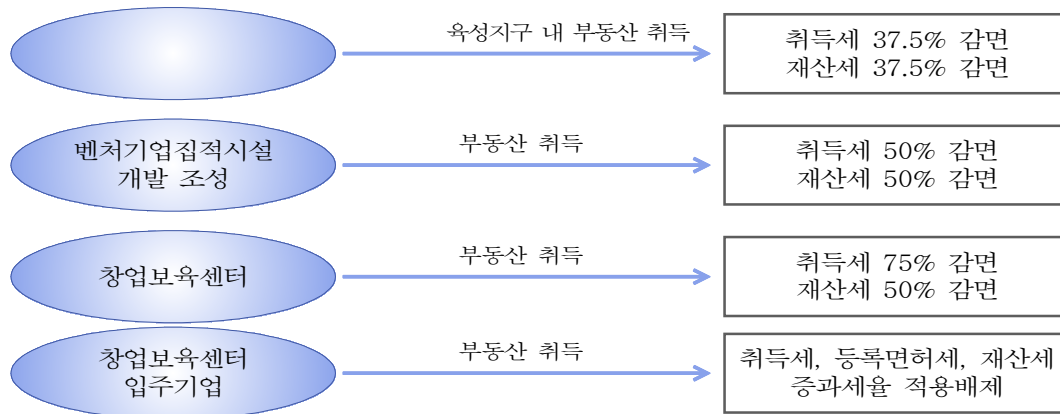 육성지구 내 부동산 취득
취득세 37.5% 감면
재산세 37.5% 감면
벤처기업집적시설
개발 조성
부동산 취득
취득세 50% 감면
재산세 50% 감면
창업보육센터
부동산 취득
취득세 75% 감면
재산세 50% 감면
창업보육센터
입주기업
부동산 취득
취득세, 등록면허세, 재산세
중과세율 적용배제